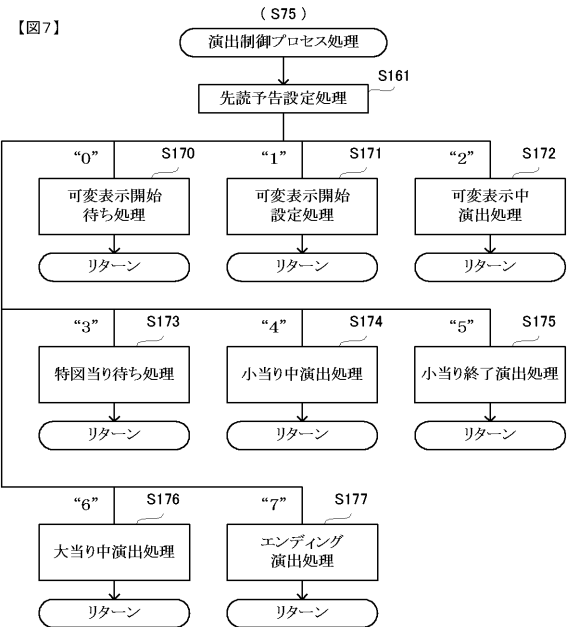 【図7】
（S75）
演出制御プロセス処理
S161
先読予告設定処理
“0”
S170
可変表示開始
待ち処理
リターン
“1”
S171
可変表示開始
設定処理
リターン
“2”
S172
可変表示中
演出処理
リターン
“3”
S173
特図当り待ち処理
リターン
“4”
S174
小当り中演出処理
リターン
“5”
S175
小当り終了演出処理
リターン
“6”
S176
大当り中演出処理
リターン
“7”
S177
エンディング
演出処理
リターン